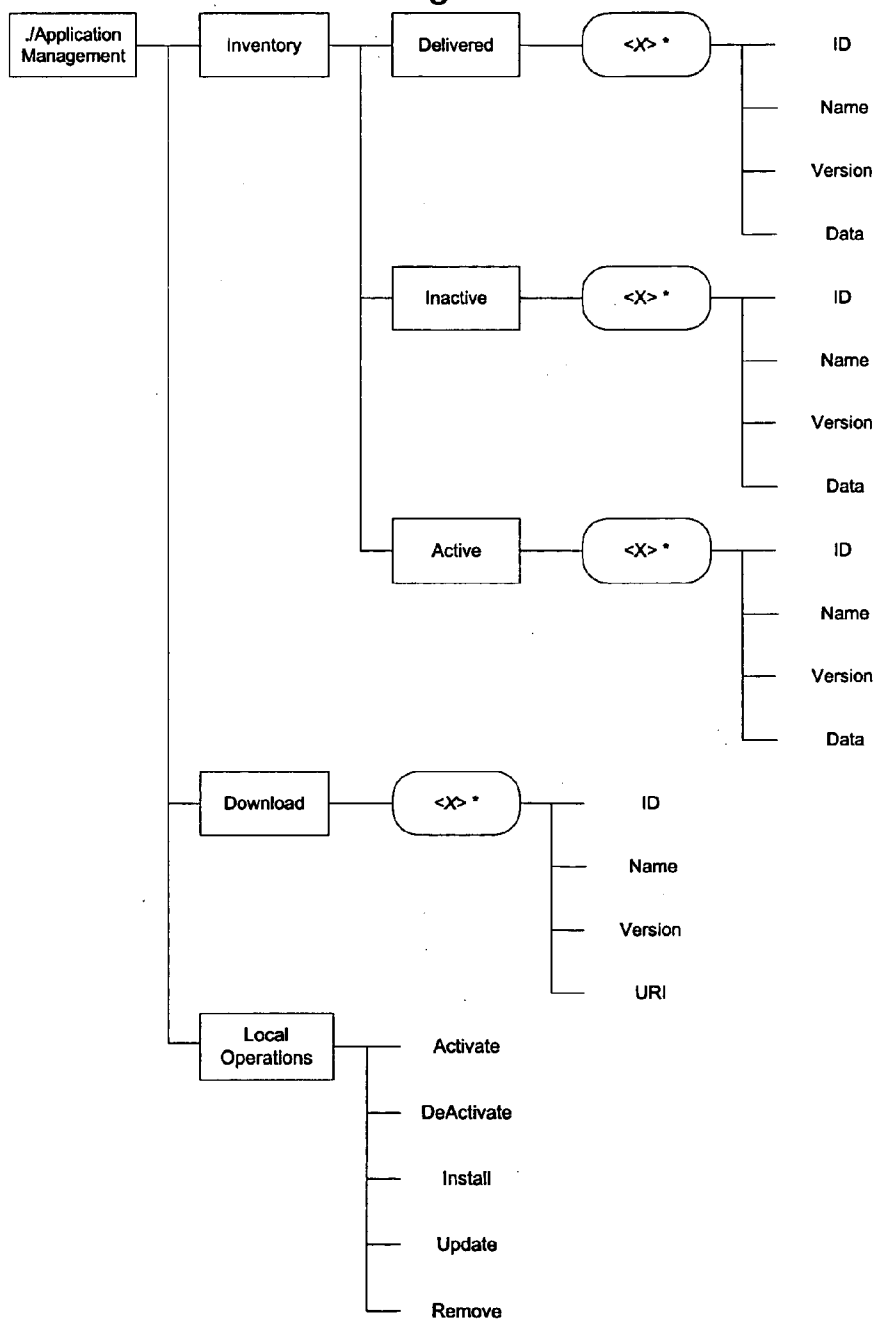 ./Application
Management
Inventory
Delivered
<X> *
ID
Name
Version
Data
Inactive
<X> *
ID
Name
Version
Data
Active
<X> *
ID
Name
Version
Data
Download
<X> *
ID
Name
Version
URI
Local
Operations
Activate
DeActivate
Install
Update
Remove